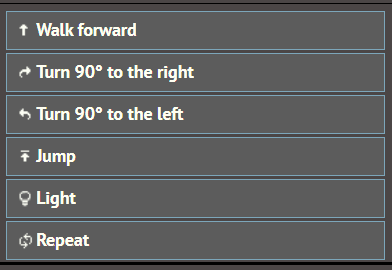 Walk forward
Turn 90° to the right
Turn 90° to the left
Jump
Light
Repeat